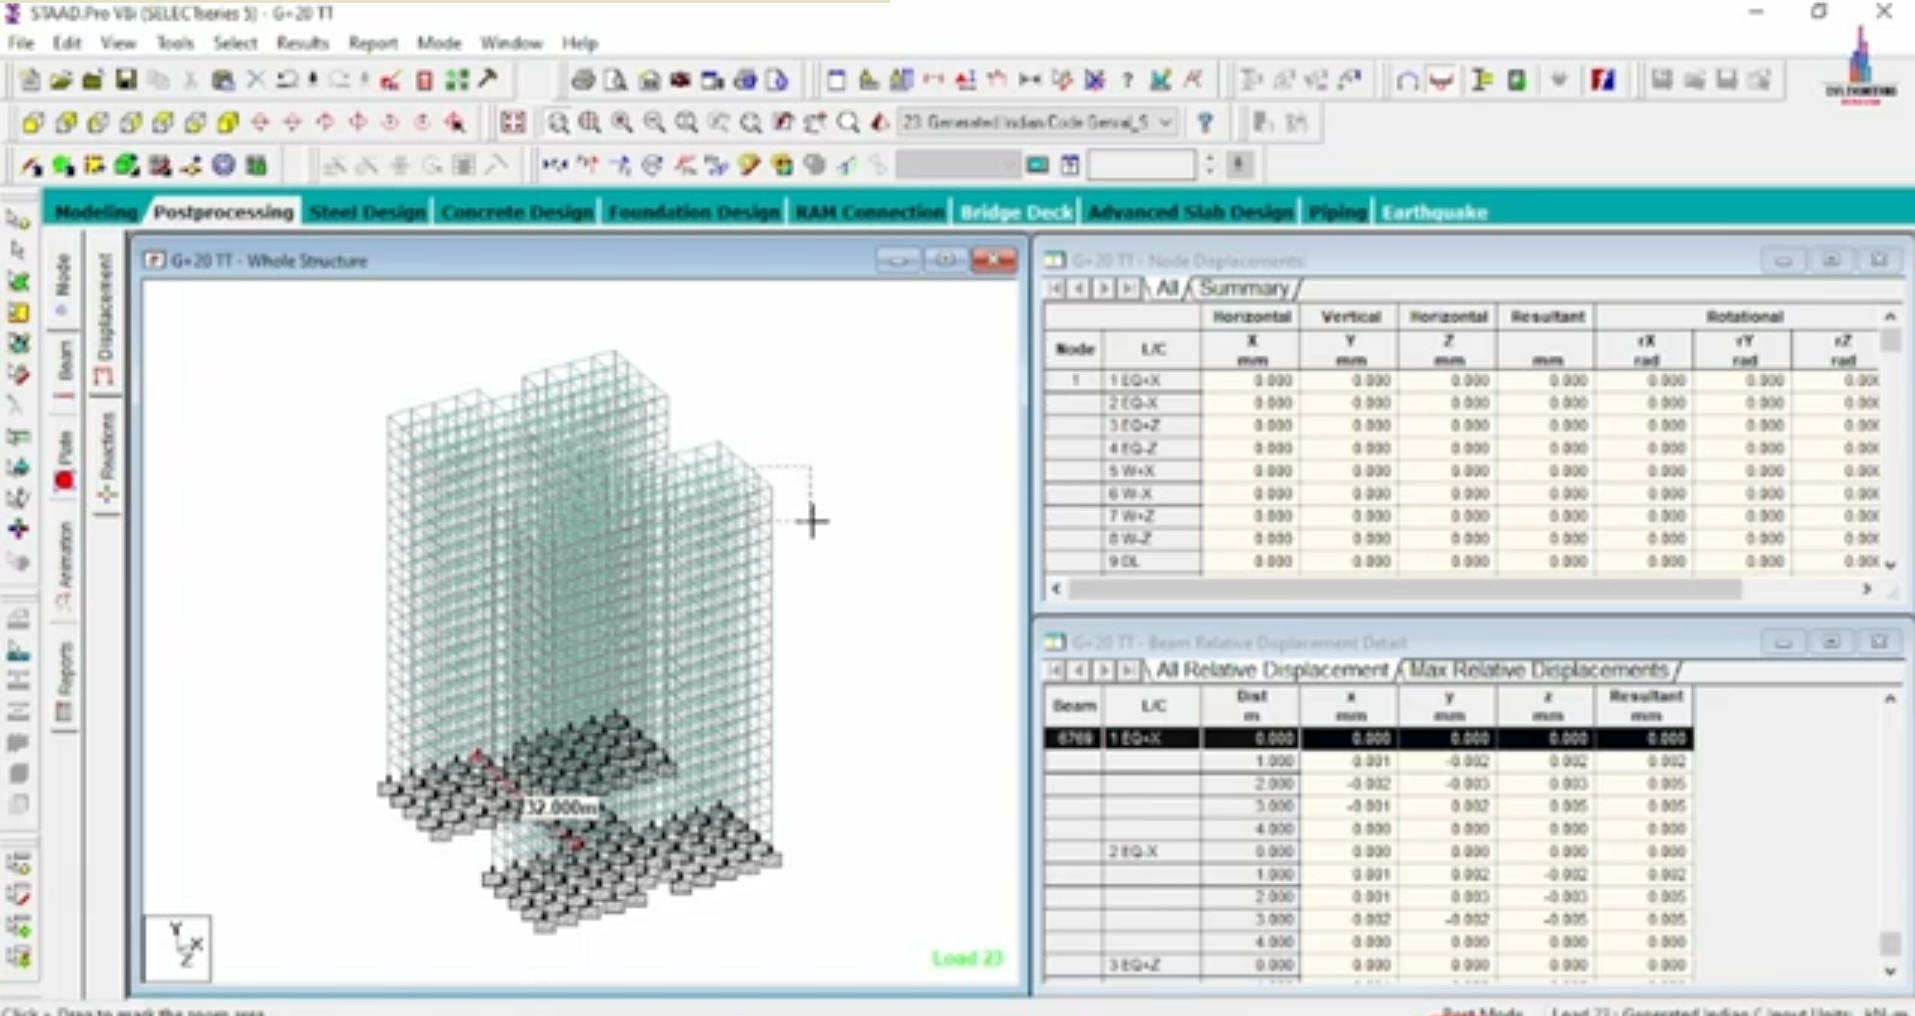 STAAD.Pro V8i (SELECTseries 5) - G+20 TT
File Edit View Tools Select Results Report Mode Window Help
23: Generated Indian Code Genral_S
Modeling Postprocessing Steel Design Concrete Design Foundation Design RAM Connection Bridge Deck Advanced Slab Design Piping Earthquake
Node
Beam
Plate
Animation
Reports
Displacement
Reactions
G+20 TT - Whole Structure
732.000m
Y
X
Z
Load 23
G+20 TT - Node Displacements:
All Summary
Horizontal Vertical Horizontal Resultant Rotational
Node L/C X Y Z rX rY rZ
mm mm mm mm rad rad rad
1 1 EQ+X 0.000 0.000 0.000 0.000 0.000 0.000 0.00
2 EQ-X 0.000 0.000 0.000 0.000 0.000 0.000 0.00
3 EQ+Z 0.000 0.000 0.000 0.000 0.000 0.000 0.00
4 EQ-Z 0.000 0.000 0.000 0.000 0.000 0.000 0.00
5 W+X 0.000 0.000 0.000 0.000 0.000 0.000 0.00
6 W-X 0.000 0.000 0.000 0.000 0.000 0.000 0.00
7 W+Z 0.000 0.000 0.000 0.000 0.000 0.000 0.00
8 W-Z 0.000 0.000 0.000 0.000 0.000 0.000 0.00
9 DL 0.000 0.000 0.000 0.000 0.000 0.000 0.00
G+20 TT - Beam Relative Displacement Detail:
All Relative Displacement Max Relative Displacements
Beam L/C Dist x y z Resultant
m mm mm mm mm
6769 1 EQ+X 0.000 0.000 0.000 0.000 0.000
1.000 0.001 -0.002 0.002 0.002
2.000 -0.002 -0.003 0.003 0.005
3.000 -0.001 0.002 0.005 0.005
4.000 0.000 0.000 0.000 0.000
2 EQ-X 0.000 0.000 0.000 0.000 0.000
1.000 0.001 0.002 -0.002 0.002
2.000 0.001 0.003 -0.003 0.005
3.000 -0.002 -0.002 -0.005 0.005
4.000 0.000 0.000 0.000 0.000
3 EQ+Z 0.000 0.000 0.000 0.000 0.000
Click + Drag to mark the zoom area
Post Mode Load 23 : Generated Indian C Input Units: kN-m